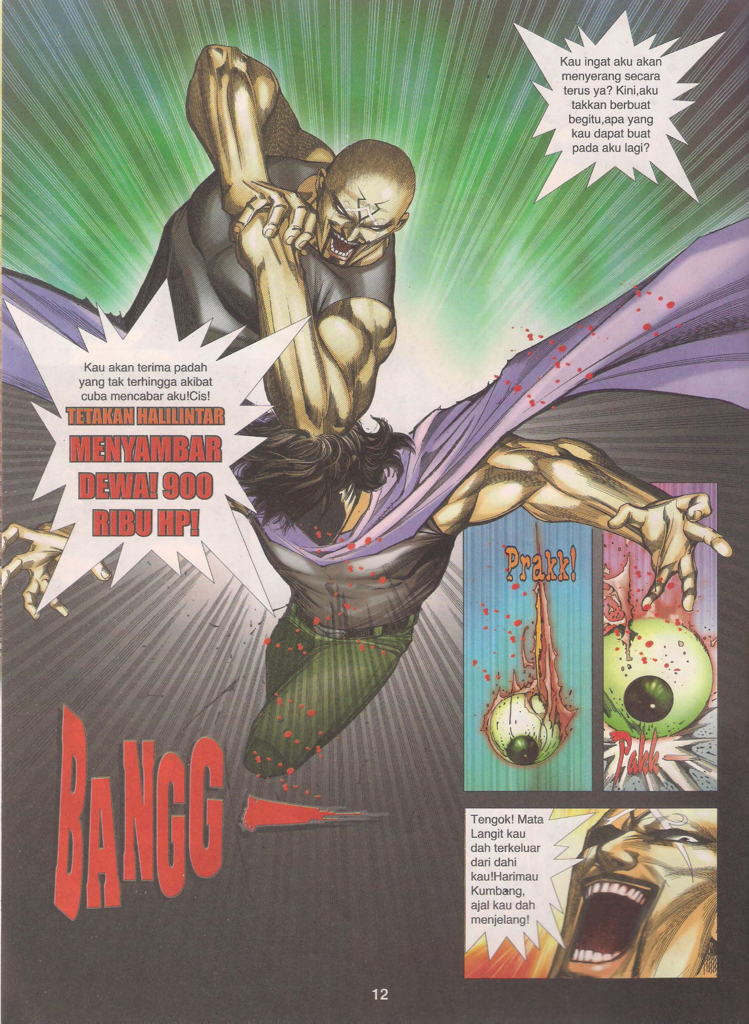 Kau ingat aku akan
menyerang secara
terus ya? Kini,aku
takkan berbuat
begitu,apa yang
kau dapat buat
pada aku lagi?
Kau akan terima padah
yang tak terhingga akibat
cuba mencabar aku!Cis!
TETAKAN HALILINTAR
MENYAMBAR
DEWA! 900
RIBU HP!
Prakk!
Pakk
BANGG
Tengok! Mata
Langit kau
dah terkeluar
dari dahi
kau!Harimau
Kumbang,
ajal kau dah
menjelang!
12